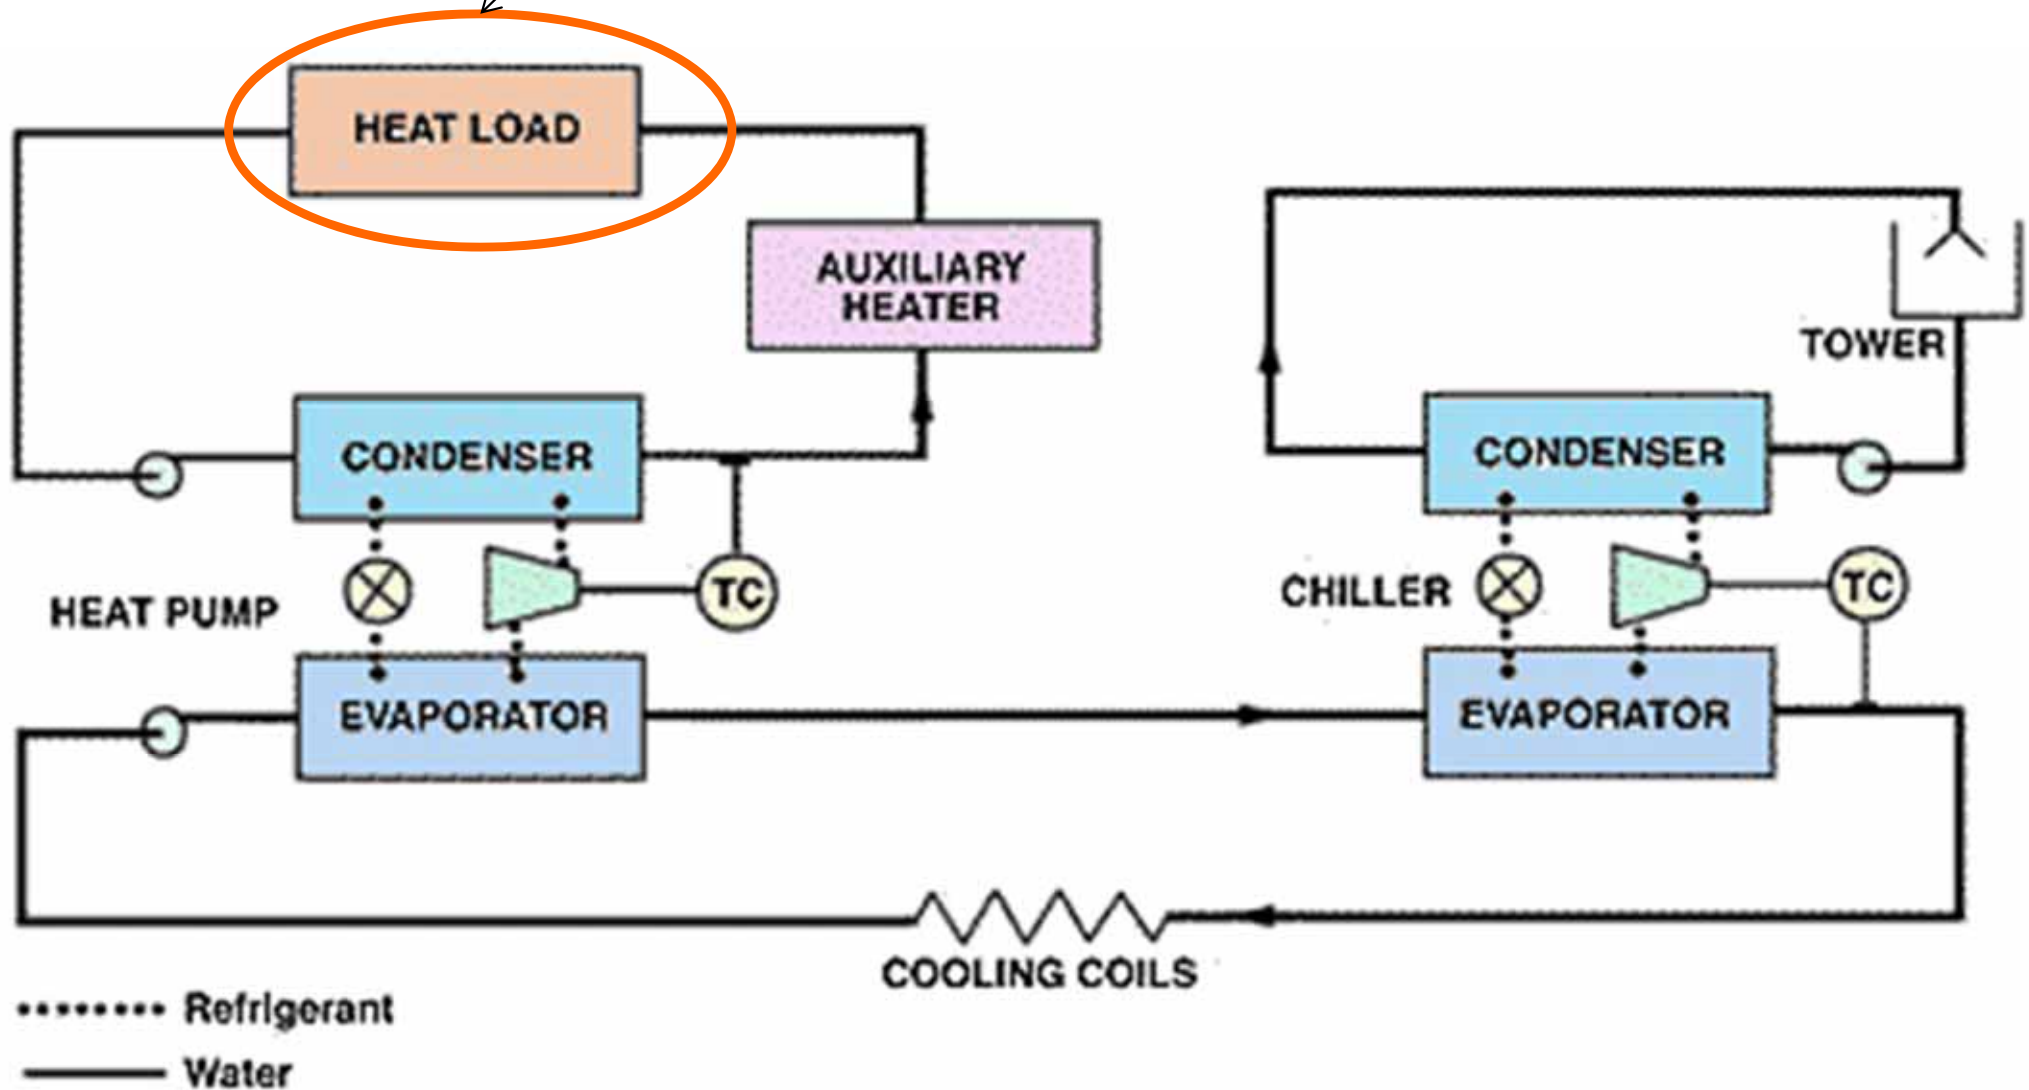 HEAT LOAD
AUXILIARY
HEATER
TOWER
CONDENSER
CONDENSER
HEAT PUMP
TC
CHILLER
TC
EVAPORATOR
EVAPORATOR
COOLING COILS
Refrigerant
Water